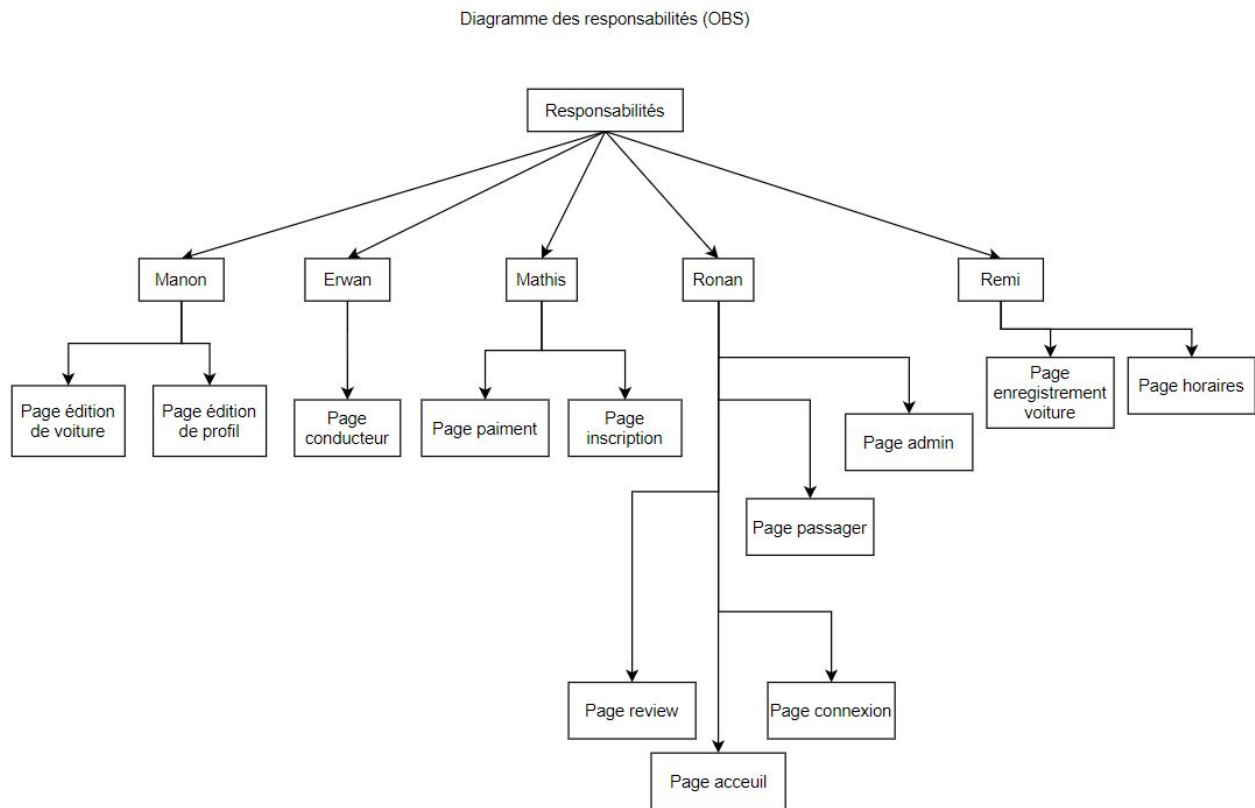 Diagramme des responsabilités (OBS)
Responsabilités
Manon
Erwan
Mathis
Ronan
Remi
Page édition
de voiture
Page édition
de profil
Page
conducteur
Page paiment
Page
inscription
Page admin
Page
enregistrement
voiture
Page horaires
Page passager
Page review
Page connexion
Page acceuil